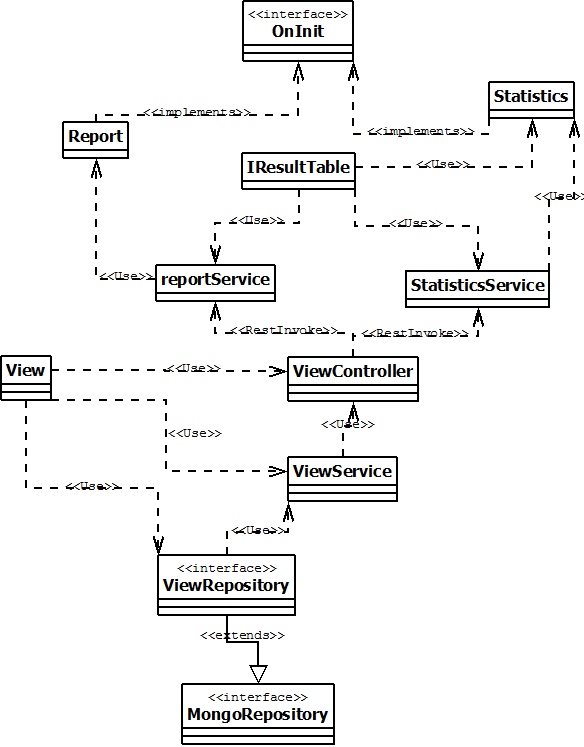 <<interface>>
OnInit
Statistics
<<implements>>
<<implements>>
Report
IResultTable
<<Use>>
<<Use>>
<<Use>>
<<Use>>
<<Use>>
reportService
StatisticsService
<<RestInvoke>>
<<RestInvoke>>
View
<<Use>>
ViewController
<<Use>>
<<Use>>
ViewService
<<Use>>
<<Use>>
<<interface>>
ViewRepository
<<extends>>
<<interface>>
MongoRepository